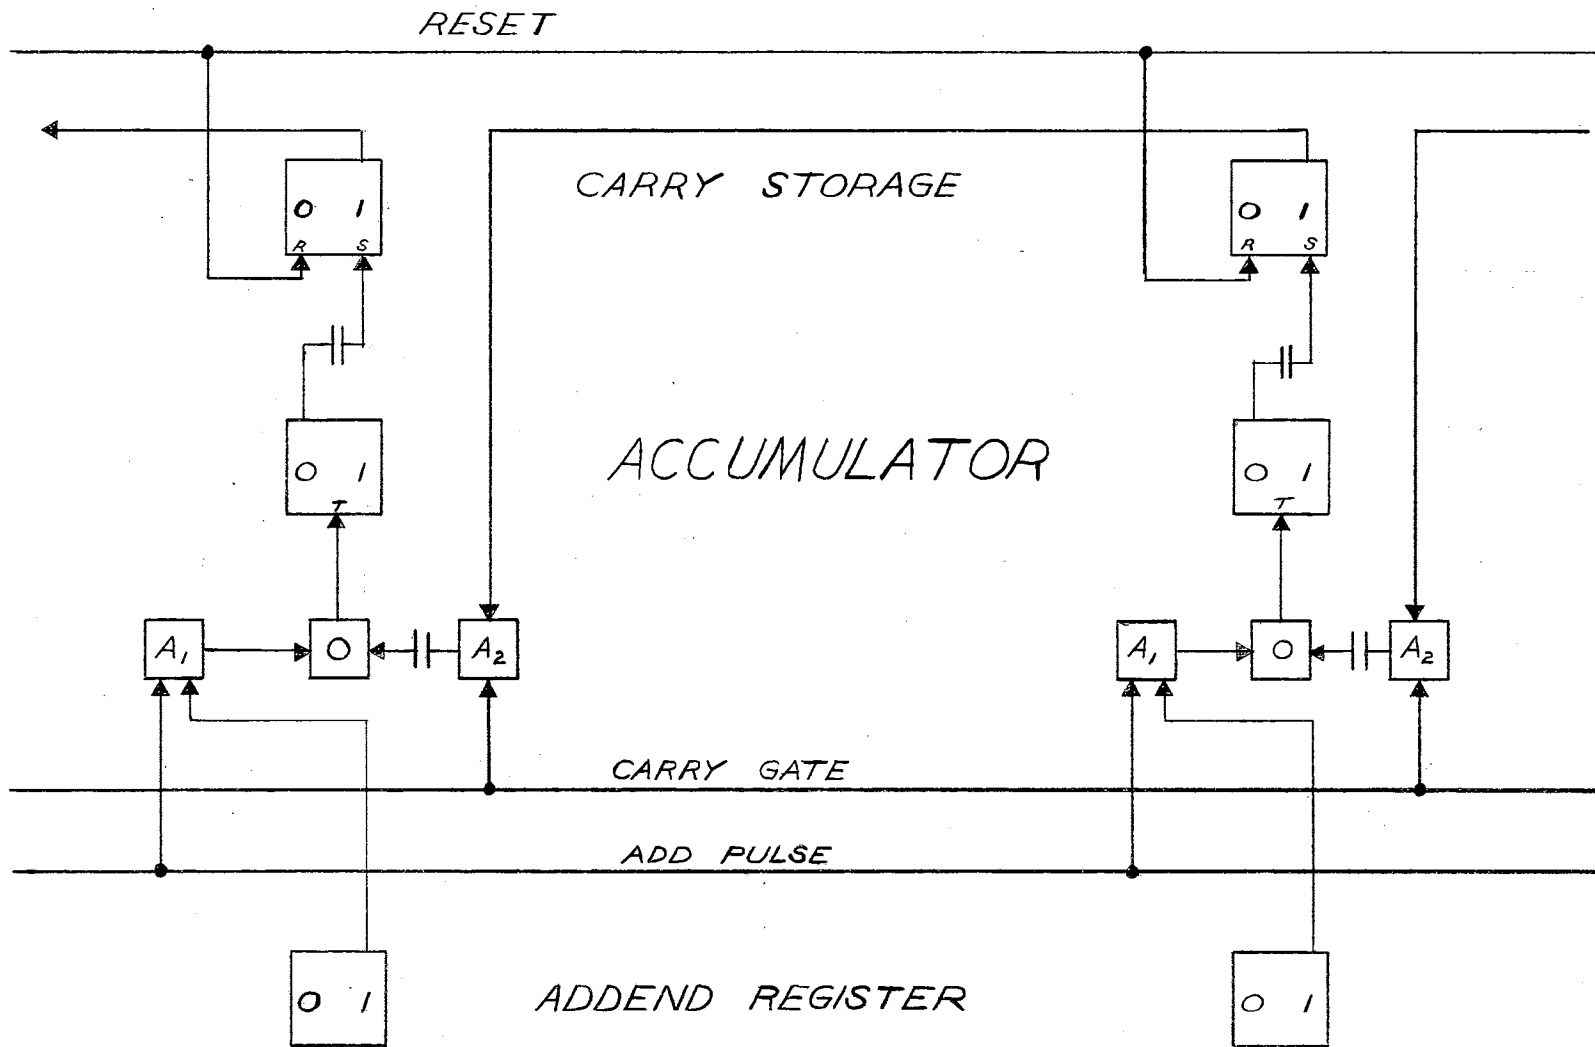 RESET
0 1 0 1
CARRY STORAGE
R S R S
ACCUMULATOR
0 1 0 1
T T
A₁ O A₂ A₁ O A₂
CARRY GATE
ADD PULSE
0 1 ADDEND REGISTER 0 1